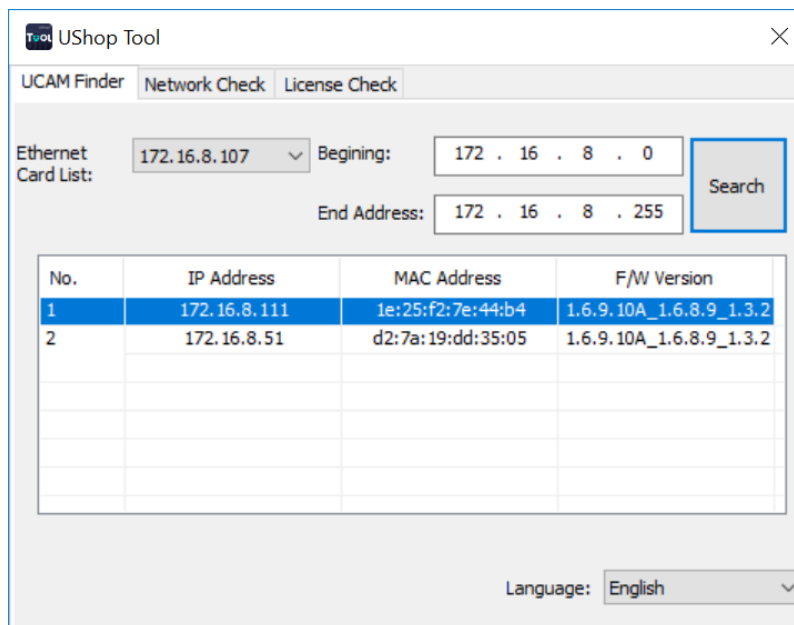 TOOL UShop Tool
UCAM Finder Network Check License Check
Ethernet Card List: 172.16.8.107 Begining: 172 . 16 . 8 . 0
End Address: 172 . 16 . 8 . 255
Search
No. IP Address MAC Address F/W Version
1 172.16.8.111 1e:25:f2:7e:44:b4 1.6.9.10A_1.6.8.9_1.3.2
2 172.16.8.51 d2:7a:19:dd:35:05 1.6.9.10A_1.6.8.9_1.3.2
Language: English